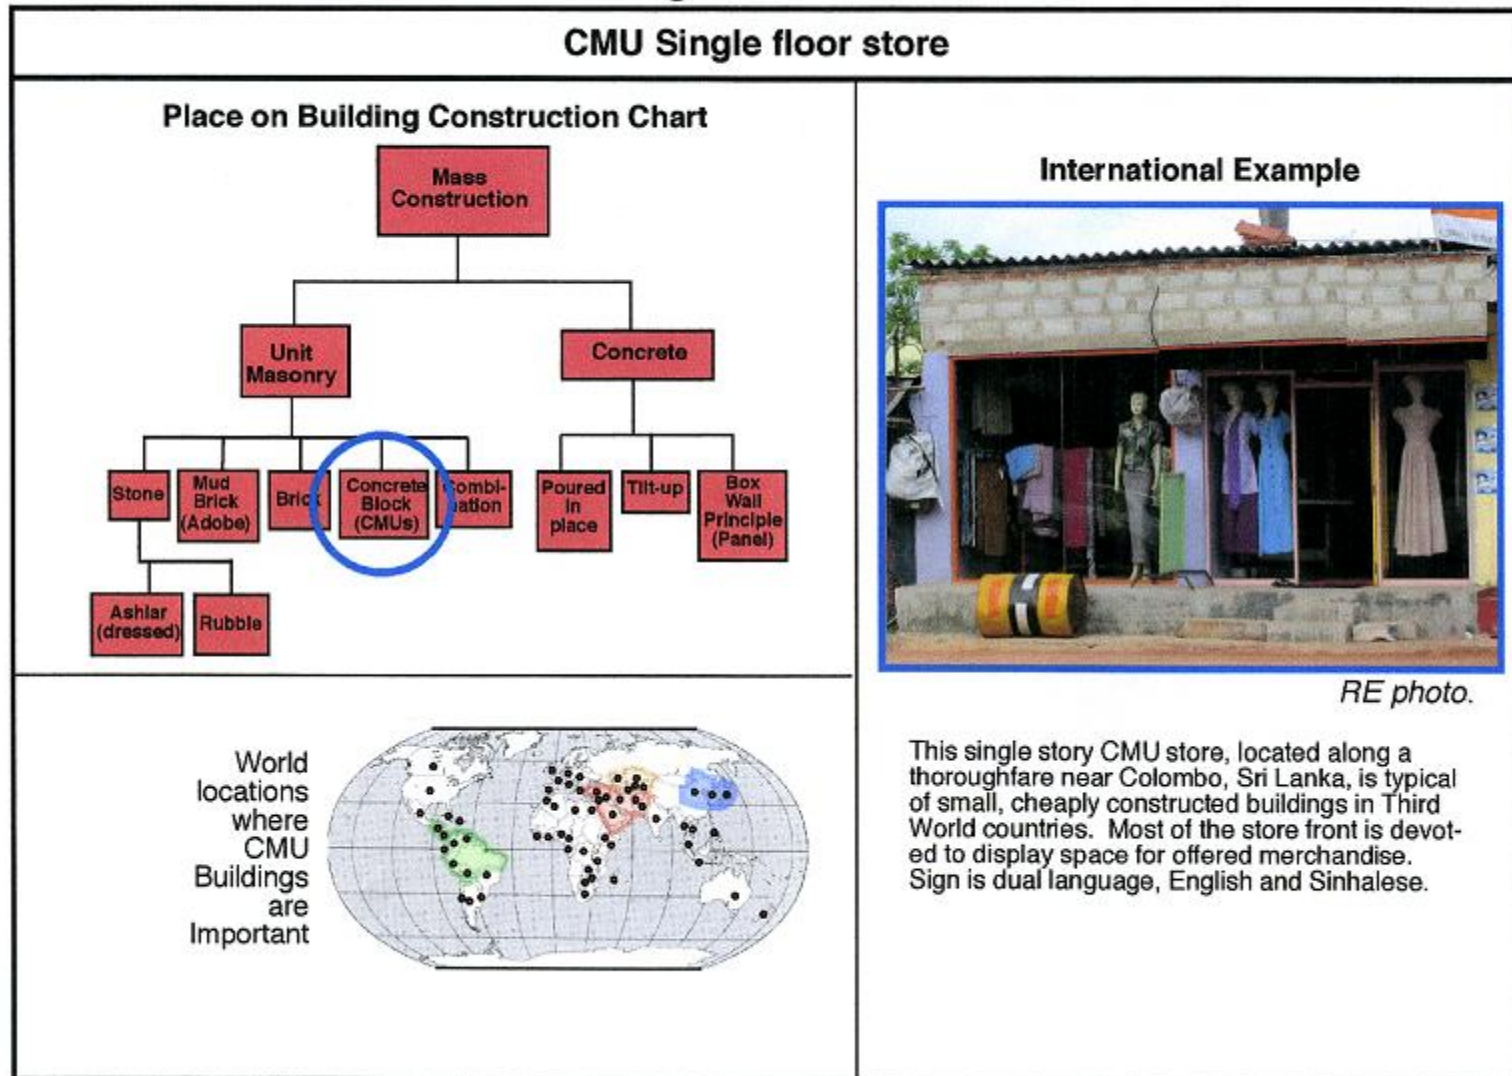 CMU Single floor store
Place on Building Construction Chart
Mass
Construction
Unit
Masonry
Concrete
Stone
Mud
Brick
(Adobe)
Brick
Concrete
Block
(CMUs)
Combi-
nation
Poured
in
place
Tilt-up
Box
Wall
Principle
(Panel)
Ashlar
(dressed)
Rubble
World
locations
where
CMU
Buildings
are
Important
International Example
RE photo.
This single story CMU store, located along a
thoroughfare near Colombo, Sri Lanka, is typical
of small, cheaply constructed buildings in Third
World countries. Most of the store front is devot-
ed to display space for offered merchandise.
Sign is dual language, English and Sinhalese.